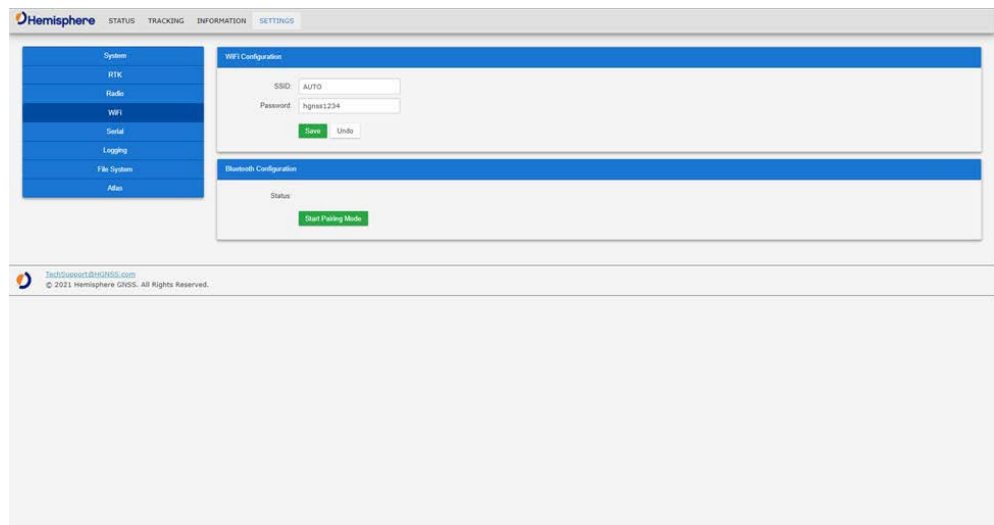 Hemisphere STATUS TRACKING INFORMATION SETTINGS
System
RTK
Radio
WiFi
Serial
Logging
File System
Atlas
WiFi Configuration
SSID: AUTO
Password: hgnss1234
Save Undo
Bluetooth Configuration
Status:
Start Pairing Mode
TechSupport@HGNSS.com
© 2021 Hemisphere GNSS. All Rights Reserved.